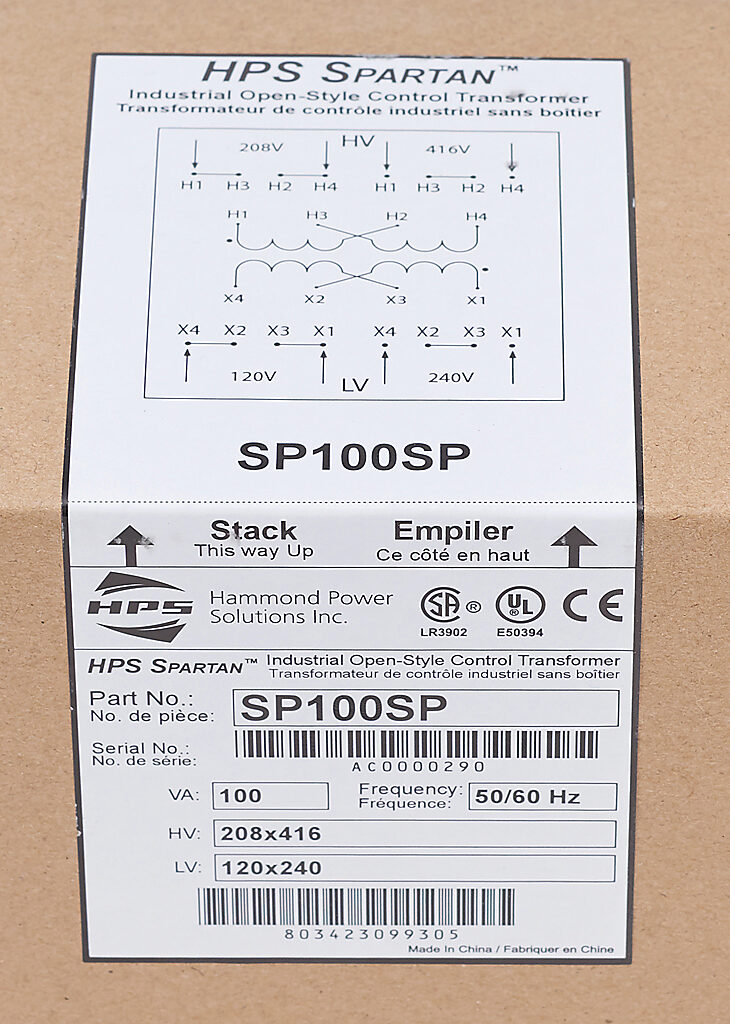 HPS SPARTAN™
Industrial Open-Style Control Transformer
Transformateur de contrôle industriel sans boîtier
208V HV 416V
H1 H3 H2 H4 H1 H3 H2 H4
H1 H3 H2 H4
X4 X2 X3 X1
X4 X2 X3 X1 X4 X2 X3 X1
120V LV 240V
SP100SP
Stack Empiler
This way Up Ce côté en haut
HPS Hammond Power
Solutions Inc.
SA ® UL CE
LR3902 E50394
HPS SPARTAN™ Industrial Open-Style Control Transformer
Transformateur de contrôle industriel sans boîtier
Part No.: SP100SP
No. de pièce:
Serial No.:
No. de série:
AC0000290
VA: 100 Frequency: 50/60 Hz
Fréquence:
HV: 208x416
LV: 120x240
803423099305
Made In China / Fabriquer en Chine